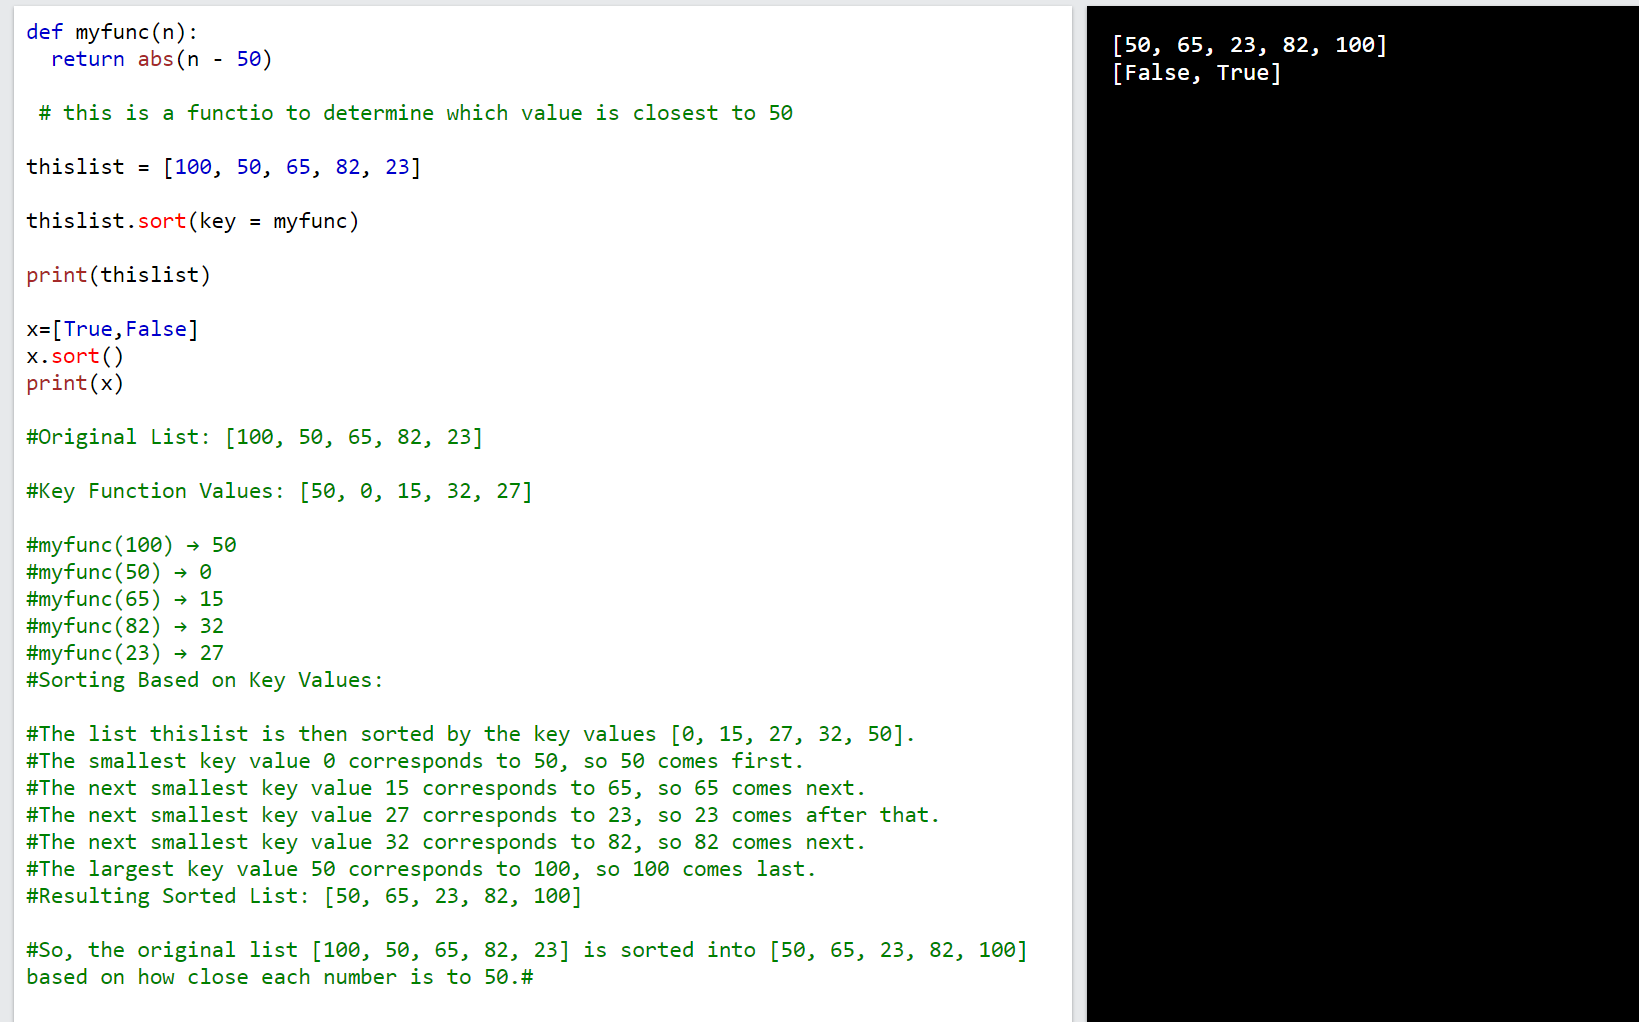 def myfunc(n):
  return abs(n - 50)
 # this is a functio to determine which value is closest to 50
thislist = [100, 50, 65, 82, 23]
thislist.sort(key = myfunc)
print(thislist)
x=[True,False]
x.sort()
print(x)
#Original List: [100, 50, 65, 82, 23]
#Key Function Values: [50, 0, 15, 32, 27]
#myfunc(100) → 50
#myfunc(50) → 0
#myfunc(65) → 15
#myfunc(82) → 32
#myfunc(23) → 27
#Sorting Based on Key Values:
#The list thislist is then sorted by the key values [0, 15, 27, 32, 50].
#The smallest key value 0 corresponds to 50, so 50 comes first.
#The next smallest key value 15 corresponds to 65, so 65 comes next.
#The next smallest key value 27 corresponds to 23, so 23 comes after that.
#The next smallest key value 32 corresponds to 82, so 82 comes next.
#The largest key value 50 corresponds to 100, so 100 comes last.
#Resulting Sorted List: [50, 65, 23, 82, 100]
#So, the original list [100, 50, 65, 82, 23] is sorted into [50, 65, 23, 82, 100]
based on how close each number is to 50.#
[50, 65, 23, 82, 100]
[False, True]